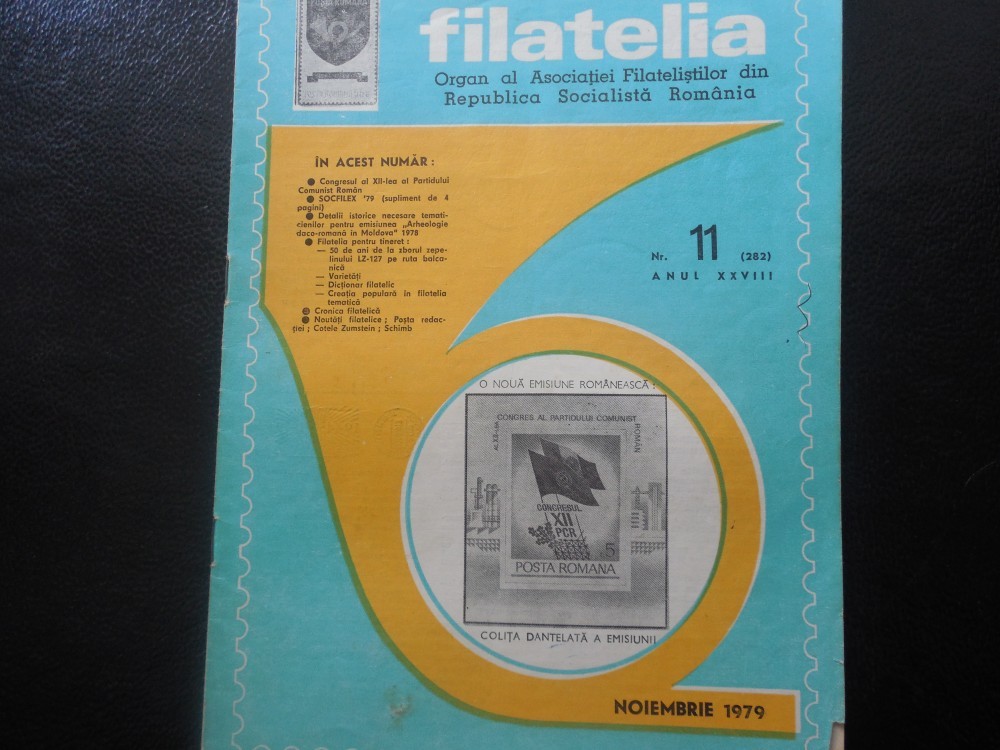 POSTA ROMANA
filatelia
Organ al Asociației Filateliștilor din
Republica Socialistă România
ÎN ACEST NUMĂR :
● Congresul al XII-lea al Partidului
Comunist Român
● SOCFILEX '79 (supliment de 4
pagini)
● Detalii istorice necesare temati-
cienilor pentru emisiunea „Arheologie
daco-romană în Moldova" 1978
● Filatelia pentru tineret :
— 50 de ani de la zborul zepe-
linului LZ-127 pe ruta balca-
nică
— Varietăți
— Dicționar filatelic
— Creația populară în filatelia
tematică
● Cronica filatelică
● Noutăți filatelice ; Poșta redac-
ției ; Cotele Zumstein ; Schimb
Nr. 11 (282)
ANUL XXVIII
O NOUĂ EMISIUNE ROMÂNEASCĂ :
AL XII-LEA
CONGRES AL PARTIDULUI COMUNIST
ROMÂN
CONGRESUL
XII
PCR
5
POSTA ROMANA
COLIȚA DANTELATĂ A EMISIUNII
NOIEMBRIE 1979